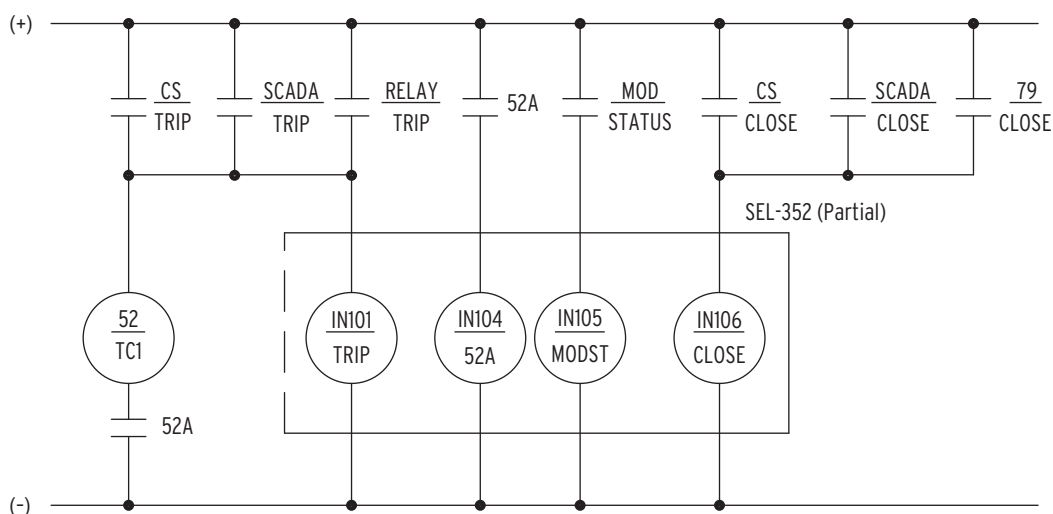 (+)
CS
TRIP
SCADA
TRIP
RELAY
TRIP
52A
MOD
STATUS
CS
CLOSE
SCADA
CLOSE
79
CLOSE
SEL-352 (Partial)
52
TC1
IN101
TRIP
IN104
52A
IN105
MODST
IN106
CLOSE
52A
(–)